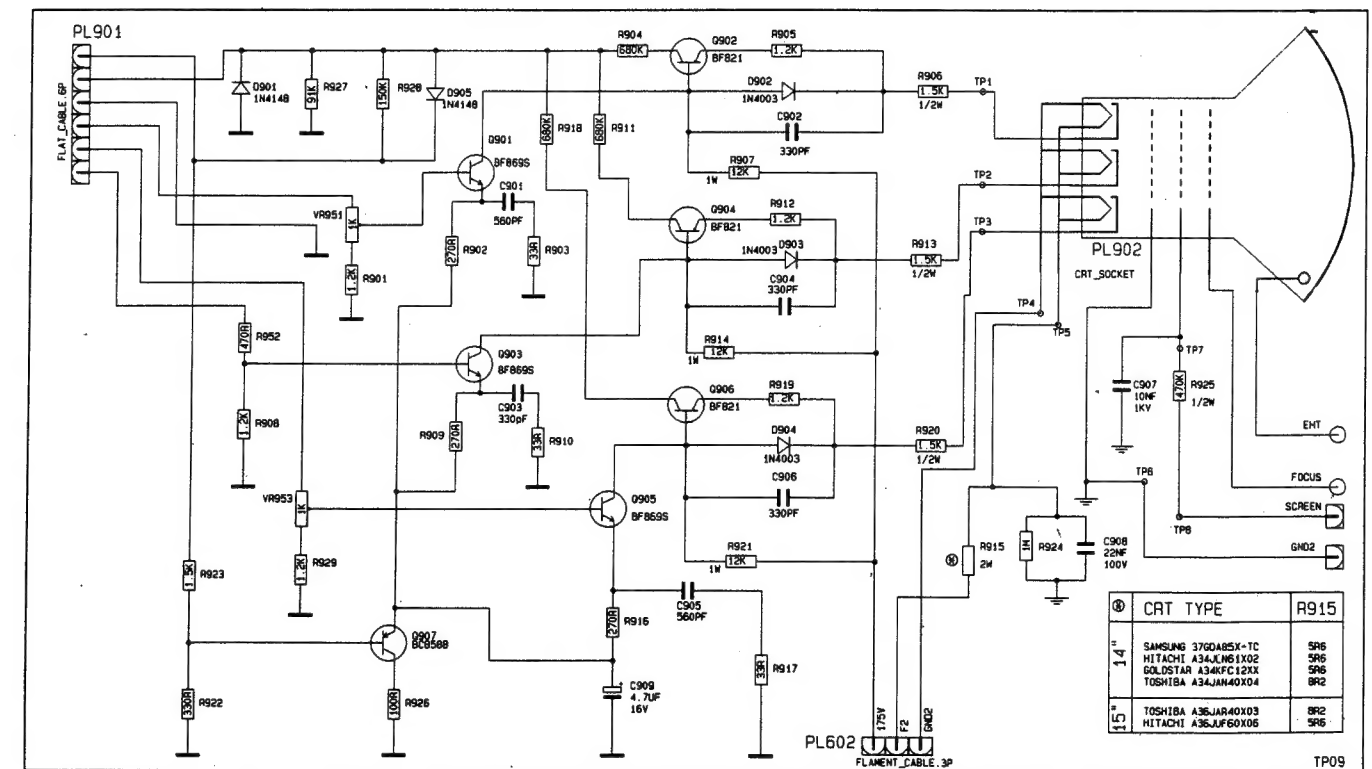 PL901
FLAT_CABLE.6P
D901
1N4148
91K
R927
150K
R928
D905
1N4148
R904
680K
Q902
BF821
R905
1.2K
D902
1N4003
R906
1.5K
1/2W
TP1
C902
330PF
680K
R918
680K
R911
Q901
BF869S
R907
12K
1W
C901
560PF
VR951
1K
270R
R902
33R
R903
1.2K
R901
Q904
BF821
R912
1.2K
TP2
TP3
1N4003
D903
R913
1.5K
1/2W
C904
330PF
PL902
CRT_SOCKET
TP4
TP5
470R
R952
Q903
BF869S
R914
12K
1W
TP7
C907
10NF
1KV
470K
R925
1/2W
1.2K
R908
C903
330pF
R909
270R
33R
R910
Q906
BF821
R919
1.2K
D904
1N4003
R920
1.5K
1/2W
EHT
FOCUS
SCREEN
GND2
TP6
TP8
C906
330PF
VR953
1K
Q905
BF869S
R921
12K
1W
1.2K
R929
1.5K
R923
R915
2W
1M
R924
C908
22NF
100V
C905
560PF
270R
R916
33R
R917
Q907
BC858B
330R
R922
100R
R926
C909
4.7UF
16V
+
175V
F2
GND2
PL602
FLAMENT_CABLE.3P
⊛ CRT TYPE R915
14"
SAMSUNG 37GDA85X-TC 5R6
HITACHI A34JLN61X02 5R6
GOLDSTAR A34KFC12XX 5R6
TOSHIBA A34JAN40X04 8R2
15"
TOSHIBA A36JAR40X03 8R2
HITACHI A36JUF60X06 5R6
TP09